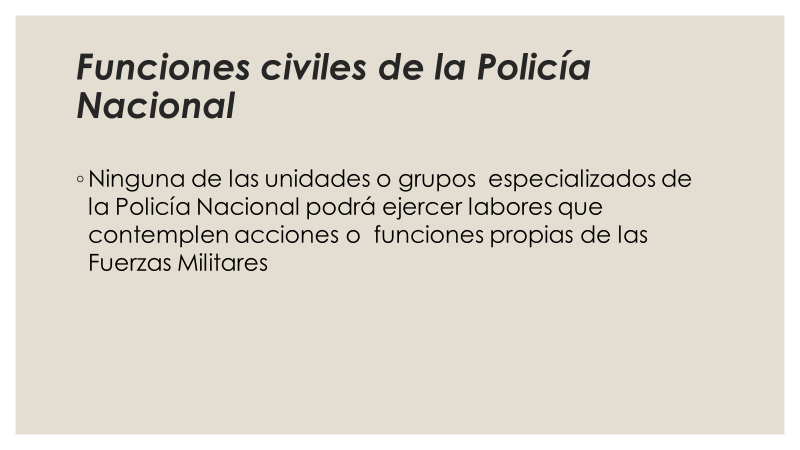 Funciones civiles de la Policía
Nacional
◦Ninguna de las unidades o grupos  especializados de
la Policía Nacional podrá ejercer labores que
contemplen acciones o  funciones propias de las
Fuerzas Militares